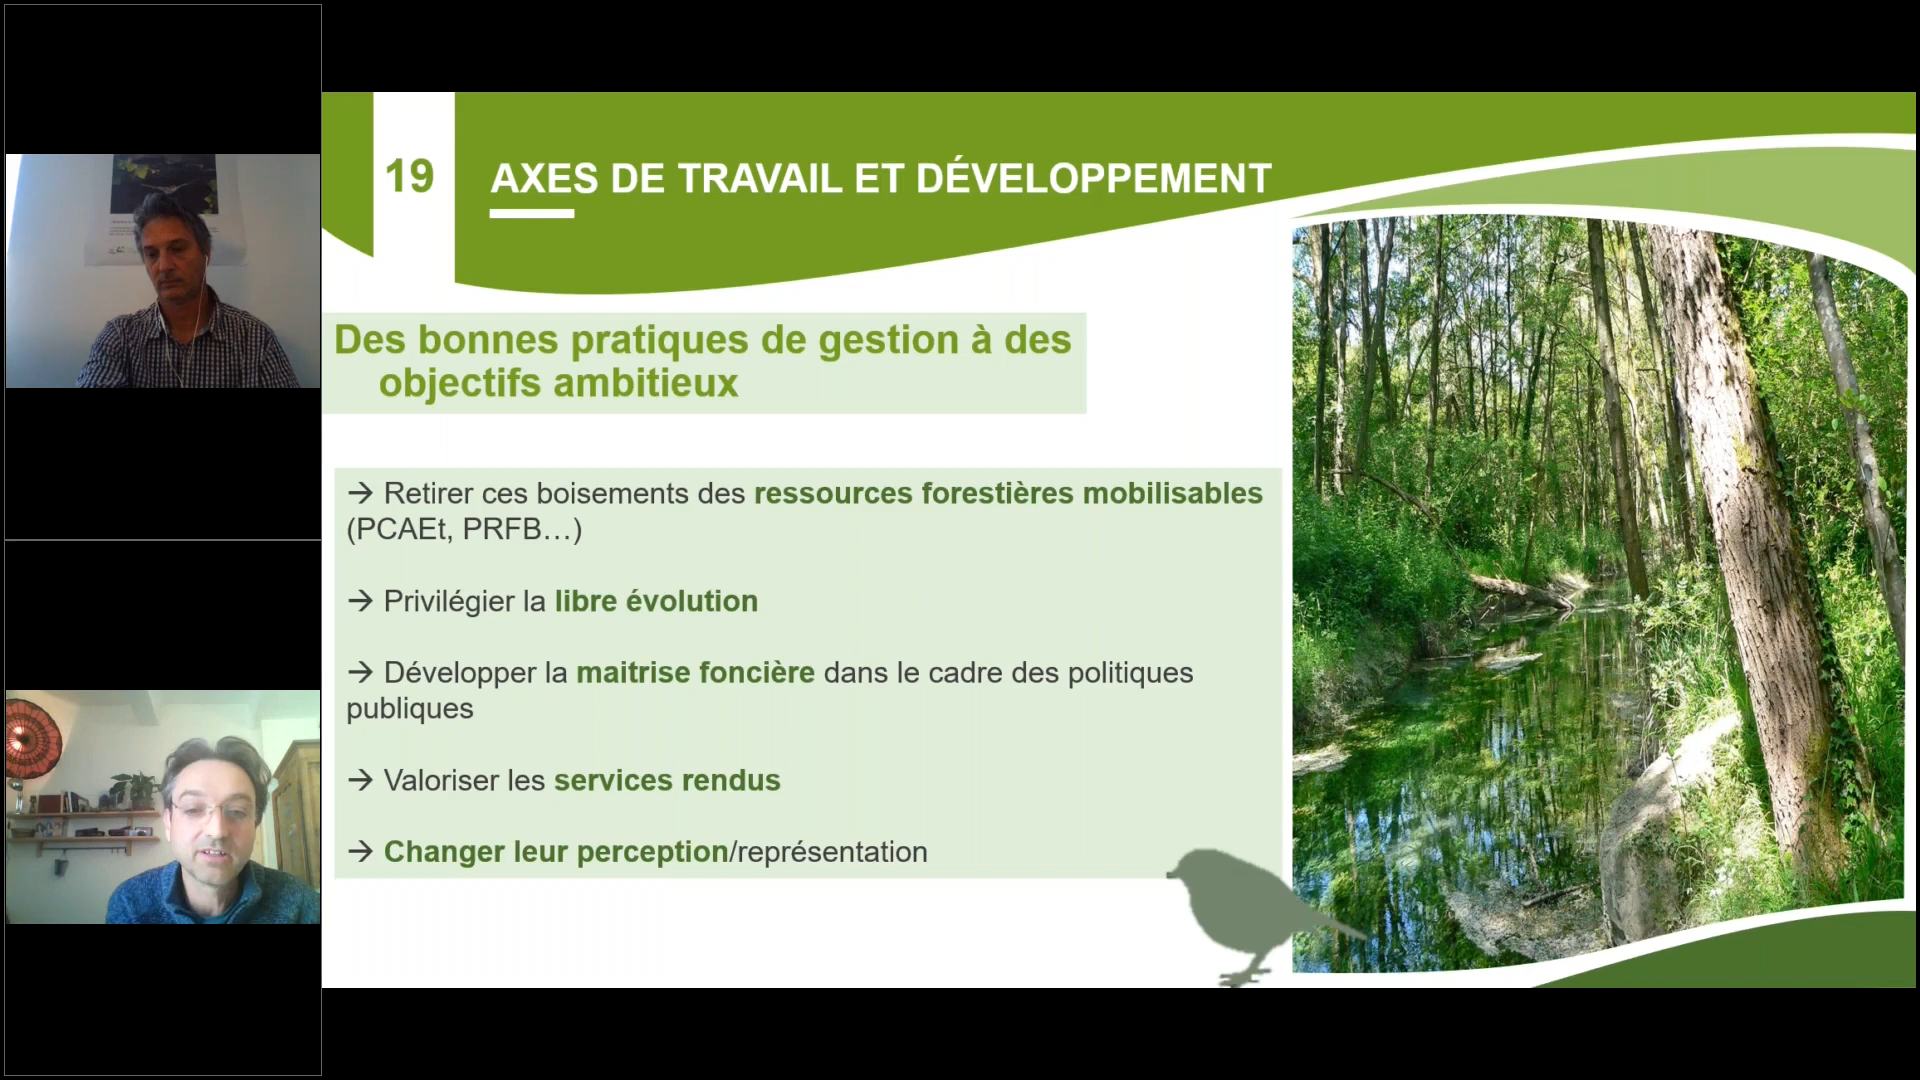 19
AXES DE TRAVAIL ET DÉVELOPPEMENT
Des bonnes pratiques de gestion à des
objectifs ambitieux
→ Retirer ces boisements des ressources forestières mobilisables
(PCAEt, PRFB…)
→ Privilégier la libre évolution
→ Développer la maitrise foncière dans le cadre des politiques
publiques
→ Valoriser les services rendus
→ Changer leur perception/représentation